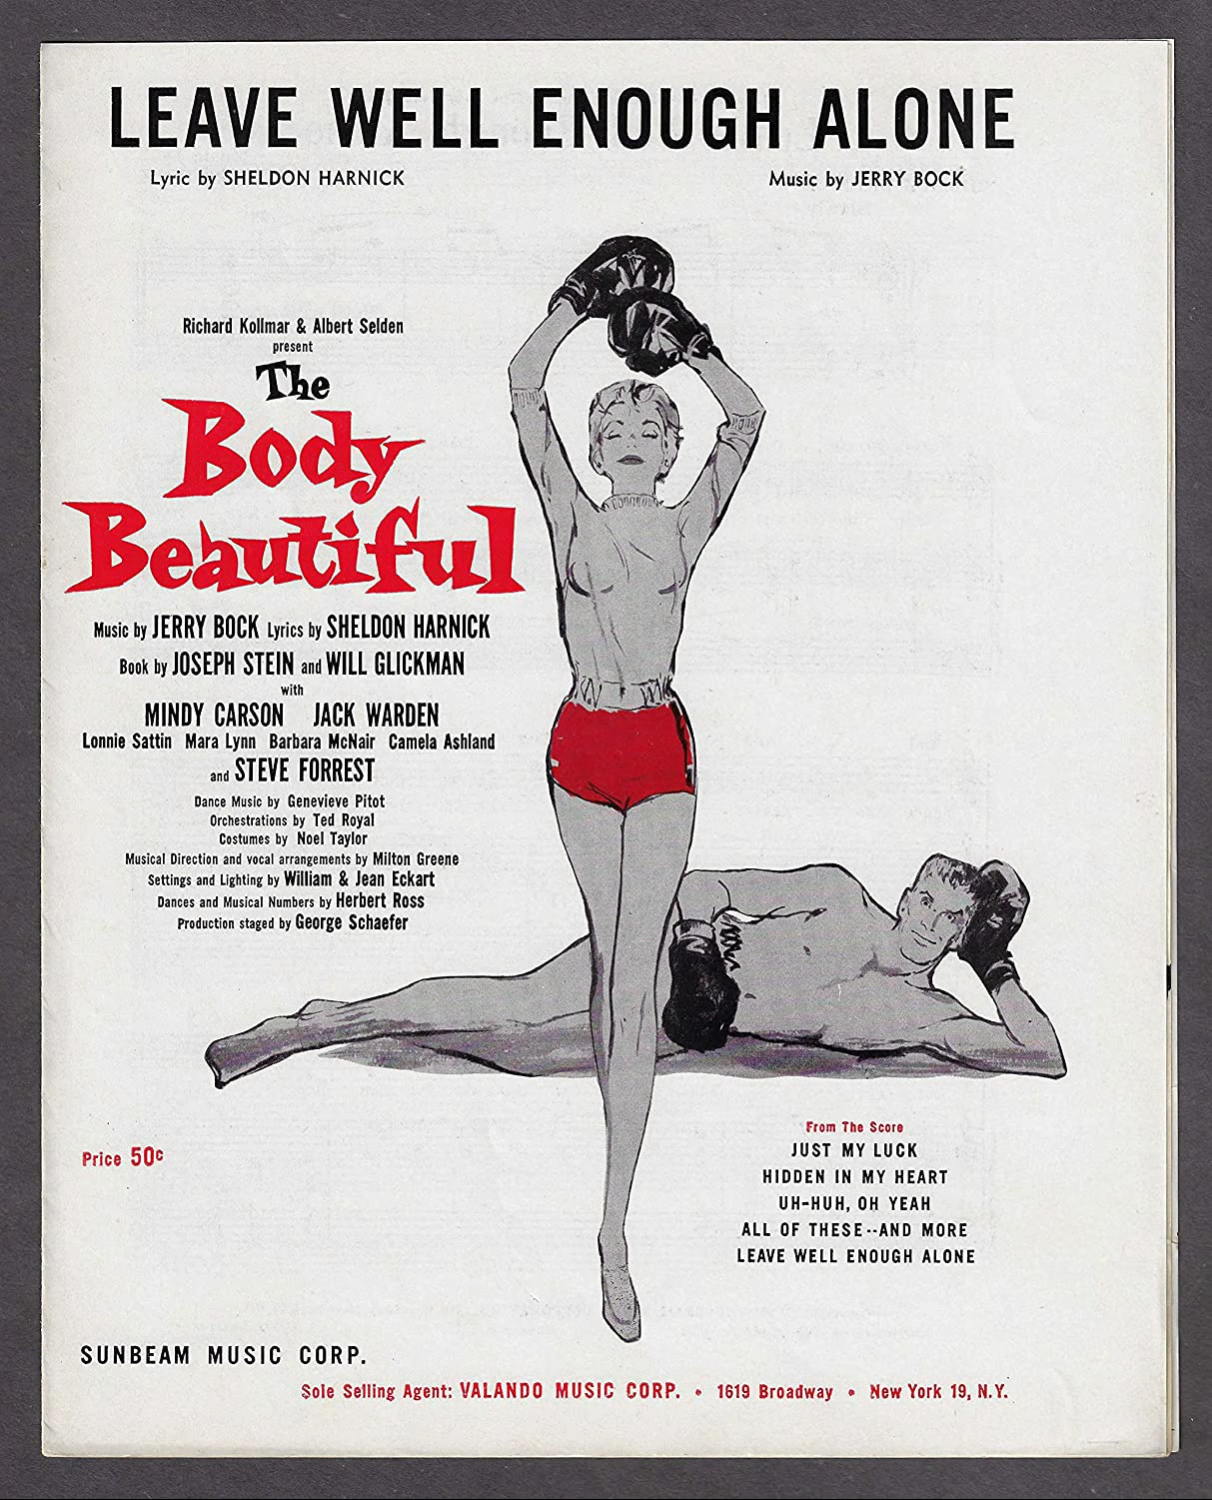 LEAVE WELL ENOUGH ALONE
Lyric by SHELDON HARNICK
Music by JERRY BOCK
Richard Kollmar & Albert Selden
present
The
Body
Beautiful
Music by JERRY BOCK Lyrics by SHELDON HARNICK
Book by JOSEPH STEIN and WILL GLICKMAN
with
MINDY CARSON JACK WARDEN
Lonnie Sattin Mara Lynn Barbara McNair Camela Ashland
and STEVE FORREST
Dance Music by Genevieve Pitot
Orchestrations by Ted Royal
Costumes by Noel Taylor
Musical Direction and vocal arrangements by Milton Greene
Settings and Lighting by William & Jean Eckart
Dances and Musical Numbers by Herbert Ross
Production staged by George Schaefer
Price 50c
From The Score
JUST MY LUCK
HIDDEN IN MY HEART
UH-HUH, OH YEAH
ALL OF THESE--AND MORE
LEAVE WELL ENOUGH ALONE
SUNBEAM MUSIC CORP.
Sole Selling Agent: VALANDO MUSIC CORP. • 1619 Broadway • New York 19, N.Y.